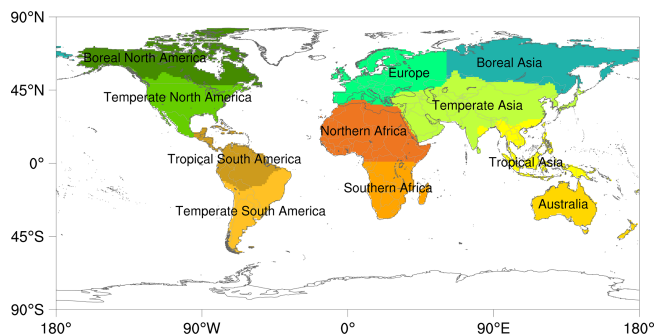 90°N
Boreal North America
Boreal Asia
Europe
45°N
Temperate North America
Temperate Asia
Northern Africa
0°
Tropical South America
Tropical Asia
Southern Africa
Temperate South America
Australia
45°S
90°S
180°
90°W
0°
90°E
180°